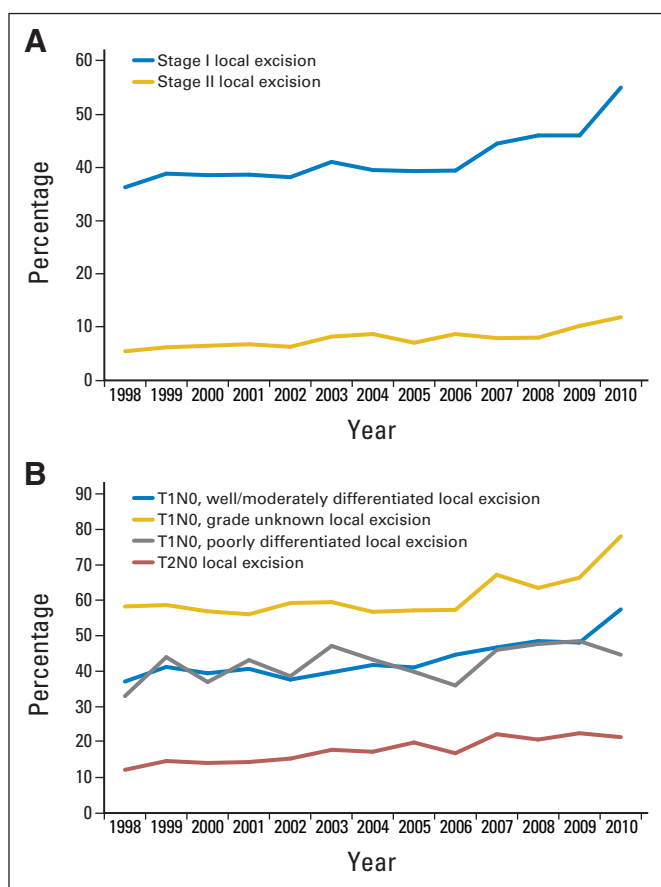 A
Stage I local excision
Stage II local excision
60
50
40
30
20
10
0
Percentage
1998 1999 2000 2001 2002 2003 2004 2005 2006 2007 2008 2009 2010
Year
B
T1N0, well/moderately differentiated local excision
T1N0, grade unknown local excision
T1N0, poorly differentiated local excision
T2N0 local excision
90
80
70
60
50
40
30
20
10
0
Percentage
1998 1999 2000 2001 2002 2003 2004 2005 2006 2007 2008 2009 2010
Year